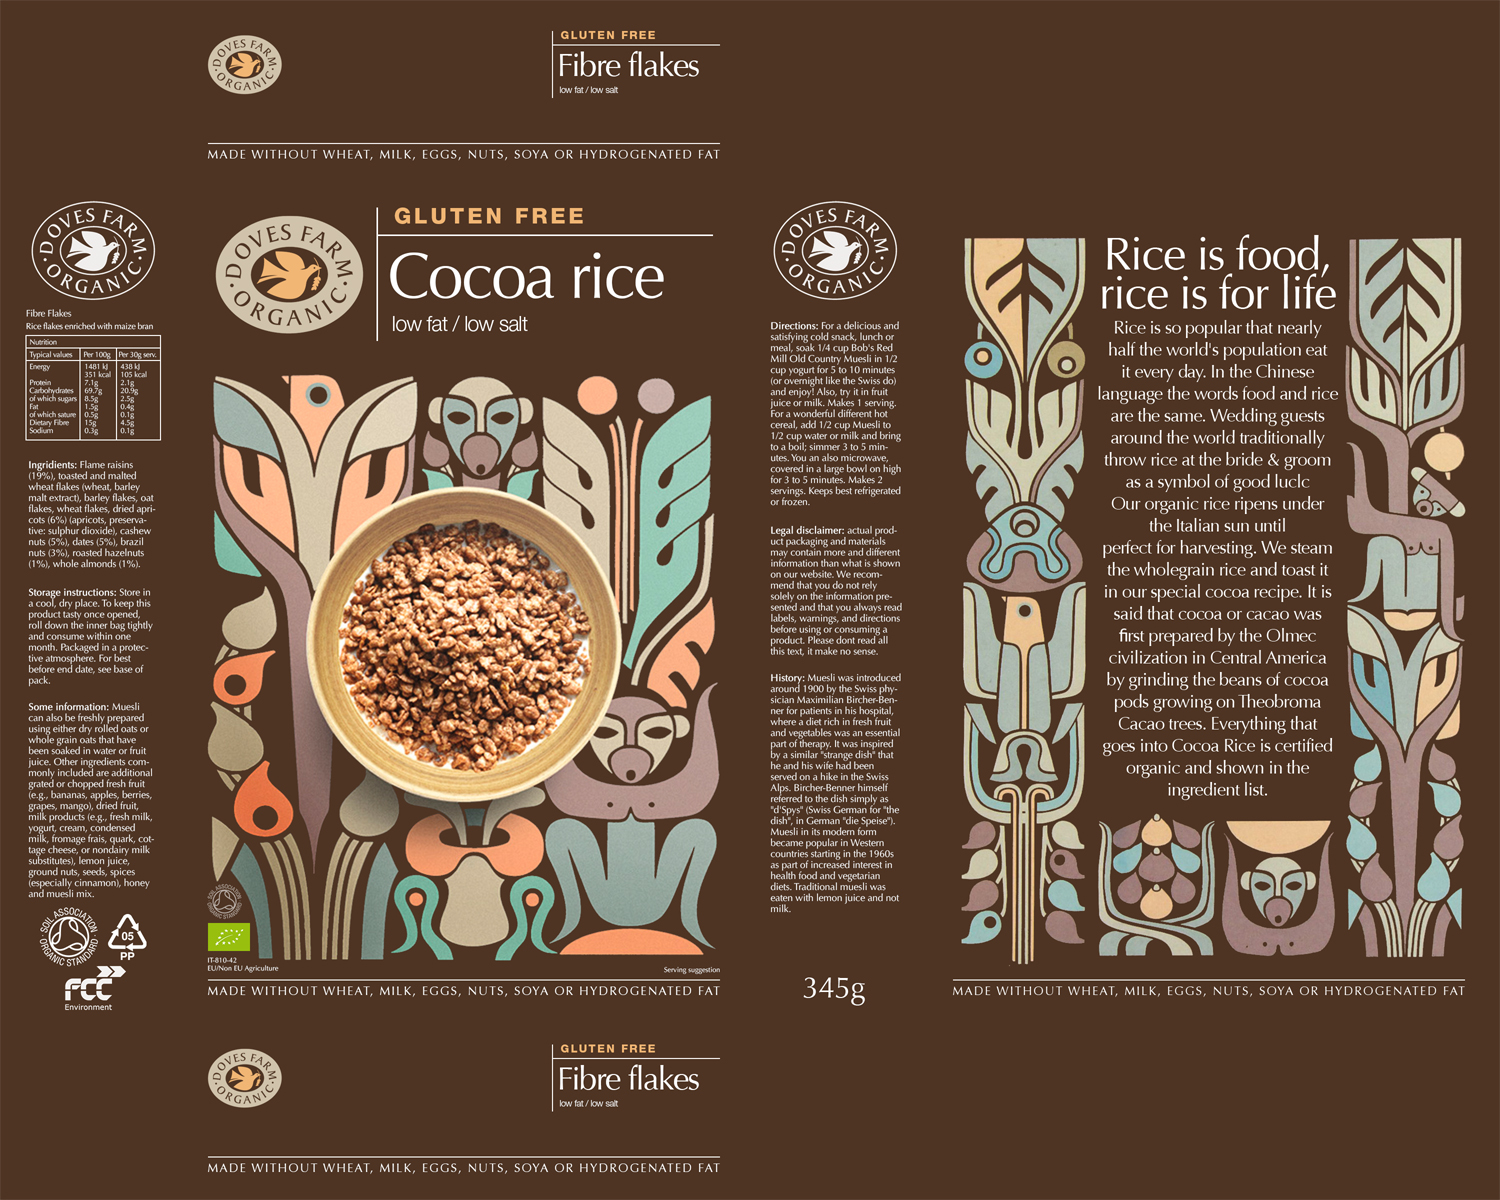 DOVES FARM
ORGANIC
GLUTEN FREE
Fibre flakes
low fat / low salt
MADE WITHOUT WHEAT, MILK, EGGS, NUTS, SOYA OR HYDROGENATED FAT
DOVES FARM
ORGANIC
Fibre Flakes
Rice flakes enriched with maize bran
Nutrition
Typical values Per 100g Per 30g serv.
Energy 1481 kJ 438 kJ
351 kcal 105 kcal
Protein 7.1g 2.1g
Carbohydrates 69.7g 20.9g
of which sugars 8.5g 2.5g
Fat 1.5g 0.4g
of which sature 0.5g 0.1g
Dietary Fibre 15g 4.5g
Sodium 0.3g 0.1g
Ingredients: Flame raisins
(19%), toasted and malted
wheat flakes (wheat, barley
malt extract), barley flakes, oat
flakes, wheat flakes, dried apri-
cots (6%) (apricots, preserva-
tive: sulphur dioxide), cashew
nuts (5%), dates (5%), brazil
nuts (3%), roasted hazelnuts
(1%), whole almonds (1%).
Storage instructions: Store in
a cool, dry place. To keep this
product tasty once opened,
roll down the inner bag tightly
and consume within one
month. Packaged in a protec-
tive atmosphere. For best
before end date, see base of
pack.
Some information: Muesli
can also be freshly prepared
using either dry rolled oats or
whole grain oats that have
been soaked in water or fruit
juice. Other ingredients com-
monly included are additional
grated or chopped fresh fruit
(e.g., bananas, apples, berries,
grapes, mango), dried fruit,
milk products (e.g., fresh milk,
yogurt, cream, condensed
milk, fromage frais, quark, cot-
tage cheese, or nondairy milk
substitutes), lemon juice,
ground nuts, seeds, spices
(especially cinnamon), honey
and muesli mix.
SOIL ASSOCIATION
ORGANIC STANDARD
05
PP
FCC
Environment
DOVES FARM
ORGANIC
GLUTEN FREE
Cocoa rice
low fat / low salt
SOIL ASSOCIATION
ORGANIC STANDARD
IT-810-42
EU/Non EU Agriculture
Serving suggestion
MADE WITHOUT WHEAT, MILK, EGGS, NUTS, SOYA OR HYDROGENATED FAT
DOVES FARM
ORGANIC
Directions: For a delicious and
satisfying cold snack, lunch or
meal, soak 1/4 cup Bob's Red
Mill Old Country Muesli in 1/2
cup yogurt for 5 to 10 minutes
(or overnight like the Swiss do)
and enjoy! Also, try it in fruit
juice or milk. Makes 1 serving.
For a wonderful different hot
cereal, add 1/2 cup Muesli to
1/2 cup water or milk and bring
to a boil; simmer 3 to 5 min-
utes. You an also microwave,
covered in a large bowl on high
for 3 to 5 minutes. Makes 2
servings. Keeps best refrigerated
or frozen.
Legal disclaimer: actual prod-
uct packaging and materials
may contain more and different
information than what is shown
on our website. We recom-
mend that you do not rely
solely on the information pre-
sented and that you always read
labels, warnings, and directions
before using or consuming a
product. Please dont read all
this text, it make no sense.
History: Muesli was introduced
around 1900 by the Swiss phy-
sician Maximilian Bircher-Ben-
ner for patients in his hospital,
where a diet rich in fresh fruit
and vegetables was an essential
part of therapy. It was inspired
by a similar "strange dish" that
he and his wife had been
served on a hike in the Swiss
Alps. Bircher-Benner himself
referred to the dish simply as
"d'Spys" (Swiss German for "the
dish", in German "die Speise").
Muesli in its modern form
became popular in Western
countries starting in the 1960s
as part of increased interest in
health food and vegetarian
diets. Traditional muesli was
eaten with lemon juice and not
milk.
345g
Rice is food,
rice is for life
Rice is so popular that nearly
half the world's population eat
it every day. In the Chinese
language the words food and rice
are the same. Wedding guests
around the world traditionally
throw rice at the bride & groom
as a symbol of good luclc
Our organic rice ripens under
the Italian sun until
perfect for harvesting. We steam
the wholegrain rice and toast it
in our special cocoa recipe. It is
said that cocoa or cacao was
first prepared by the Olmec
civilization in Central America
by grinding the beans of cocoa
pods growing on Theobroma
Cacao trees. Everything that
goes into Cocoa Rice is certified
organic and shown in the
ingredient list.
MADE WITHOUT WHEAT, MILK, EGGS, NUTS, SOYA OR HYDROGENATED FAT
DOVES FARM
ORGANIC
GLUTEN FREE
Fibre flakes
low fat / low salt
MADE WITHOUT WHEAT, MILK, EGGS, NUTS, SOYA OR HYDROGENATED FAT